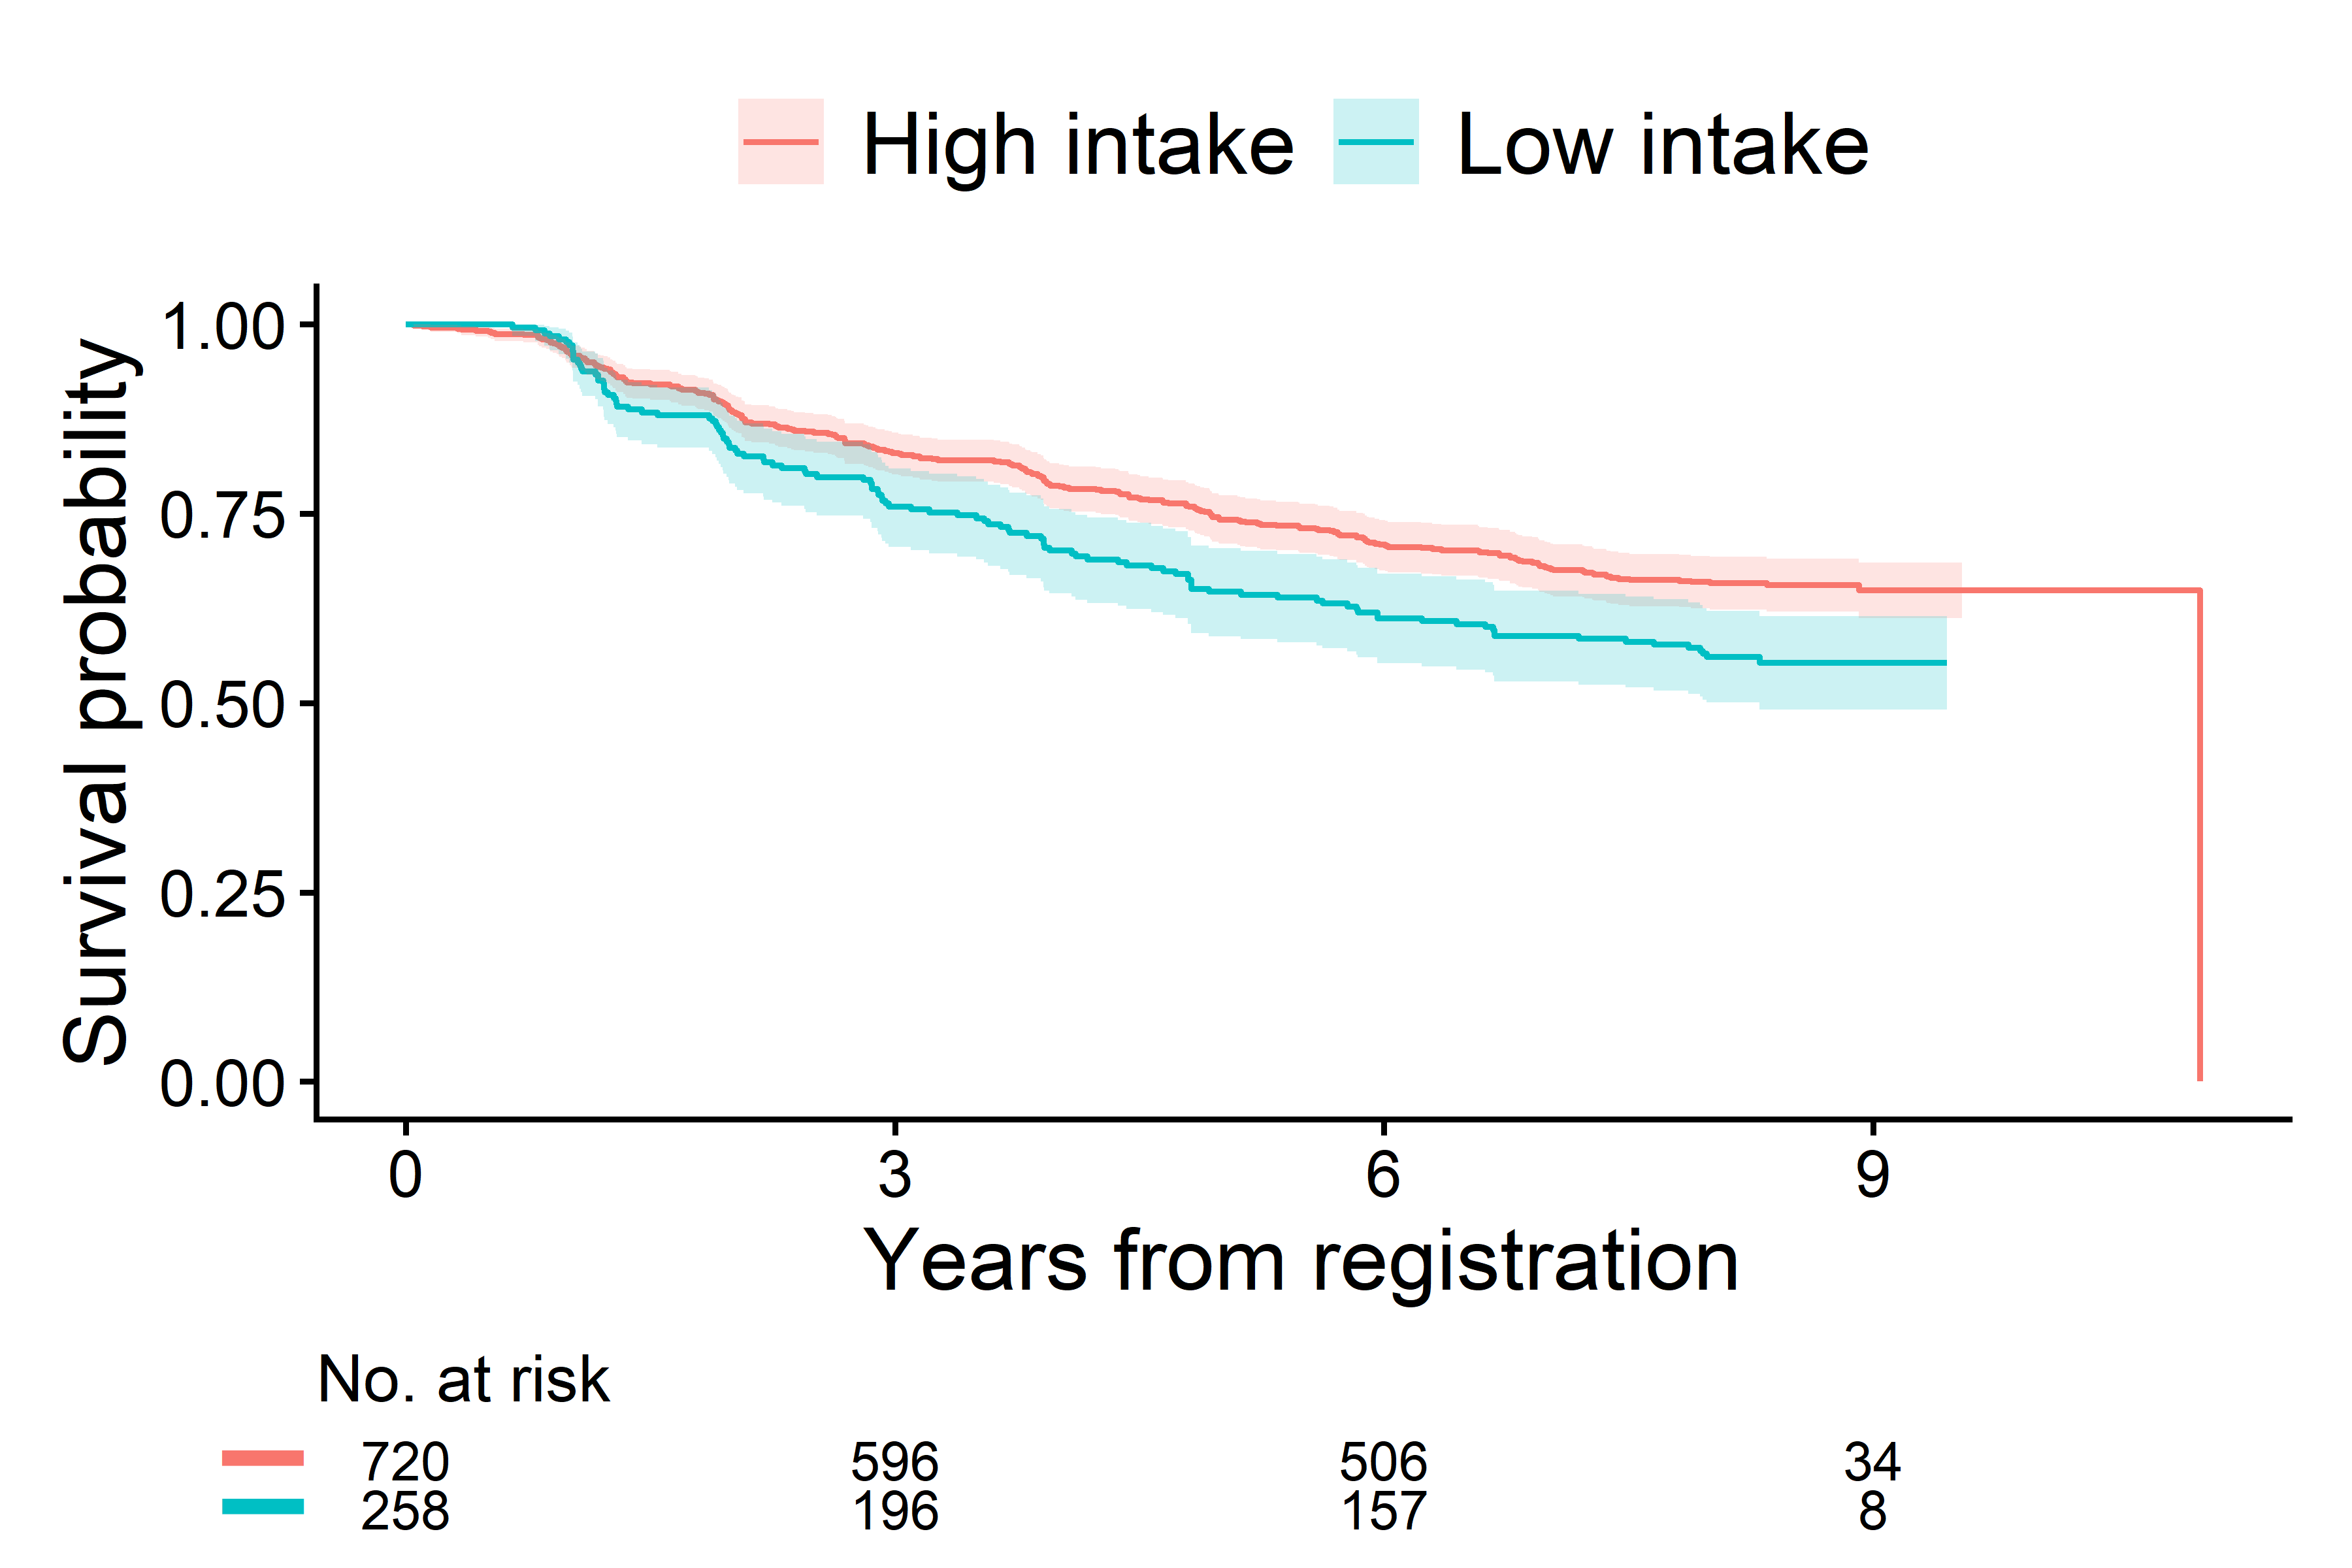 High intake Low intake
Survival probability
1.00
0.75
0.50
0.25
0.00
0 3 6 9
Years from registration
No. at risk
720 596 506 34
258 196 157 8